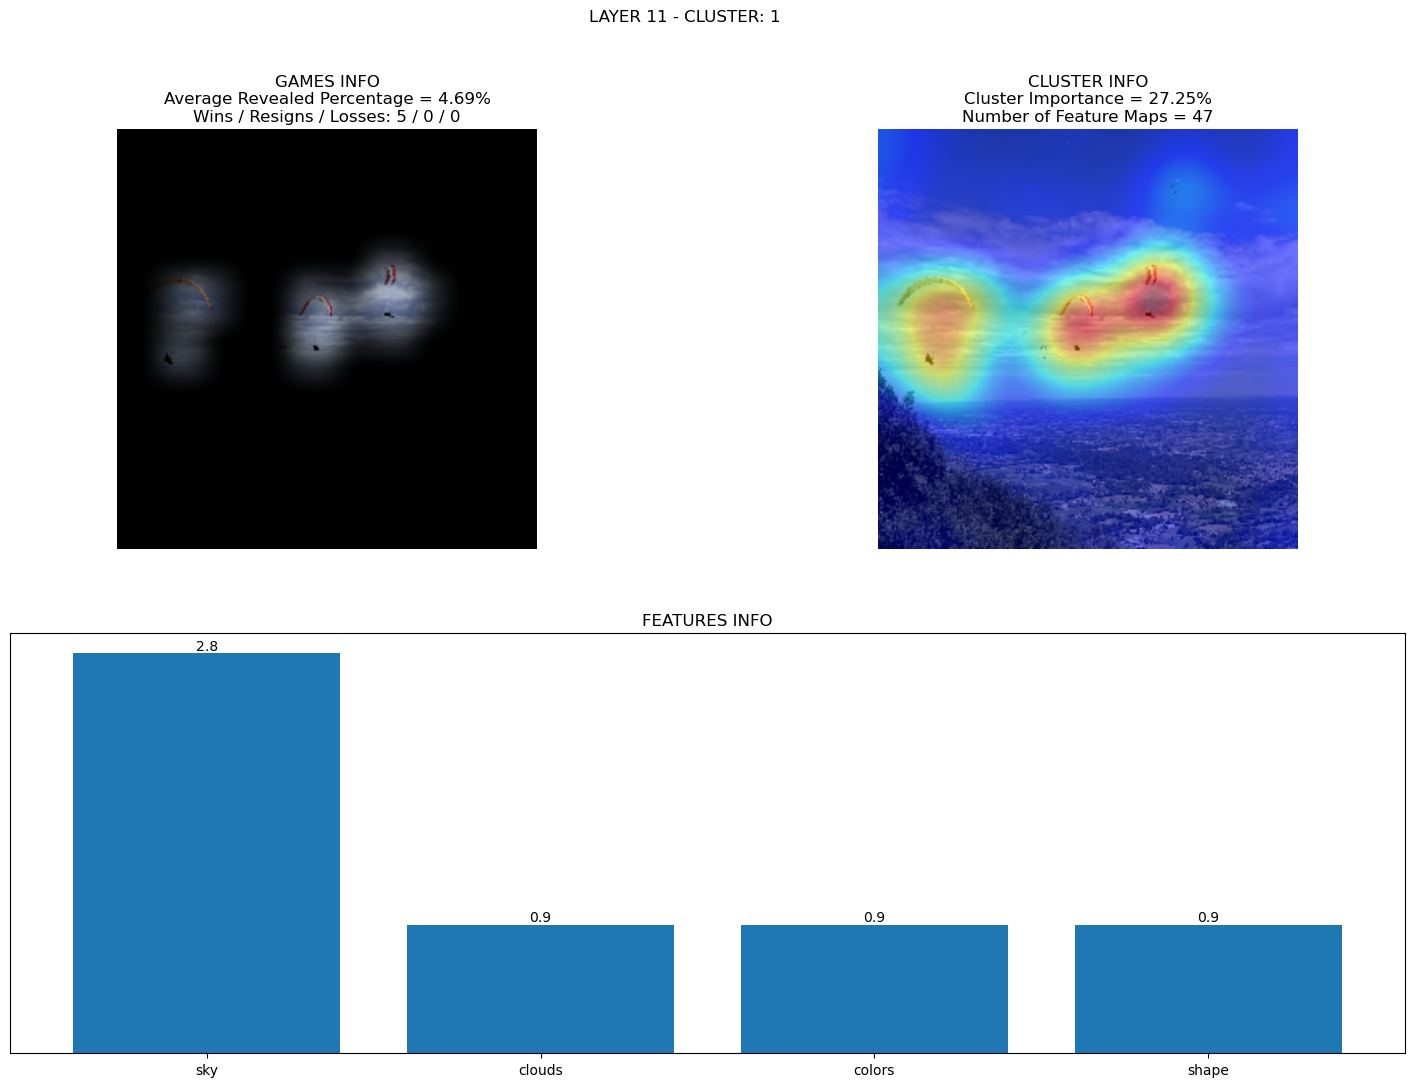 LAYER 11 - CLUSTER: 1
GAMES INFO
Average Revealed Percentage = 4.69%
Wins / Resigns / Losses: 5 / 0 / 0
CLUSTER INFO
Cluster Importance = 27.25%
Number of Feature Maps = 47
FEATURES INFO
2.8
0.9
0.9
0.9
sky
clouds
colors
shape